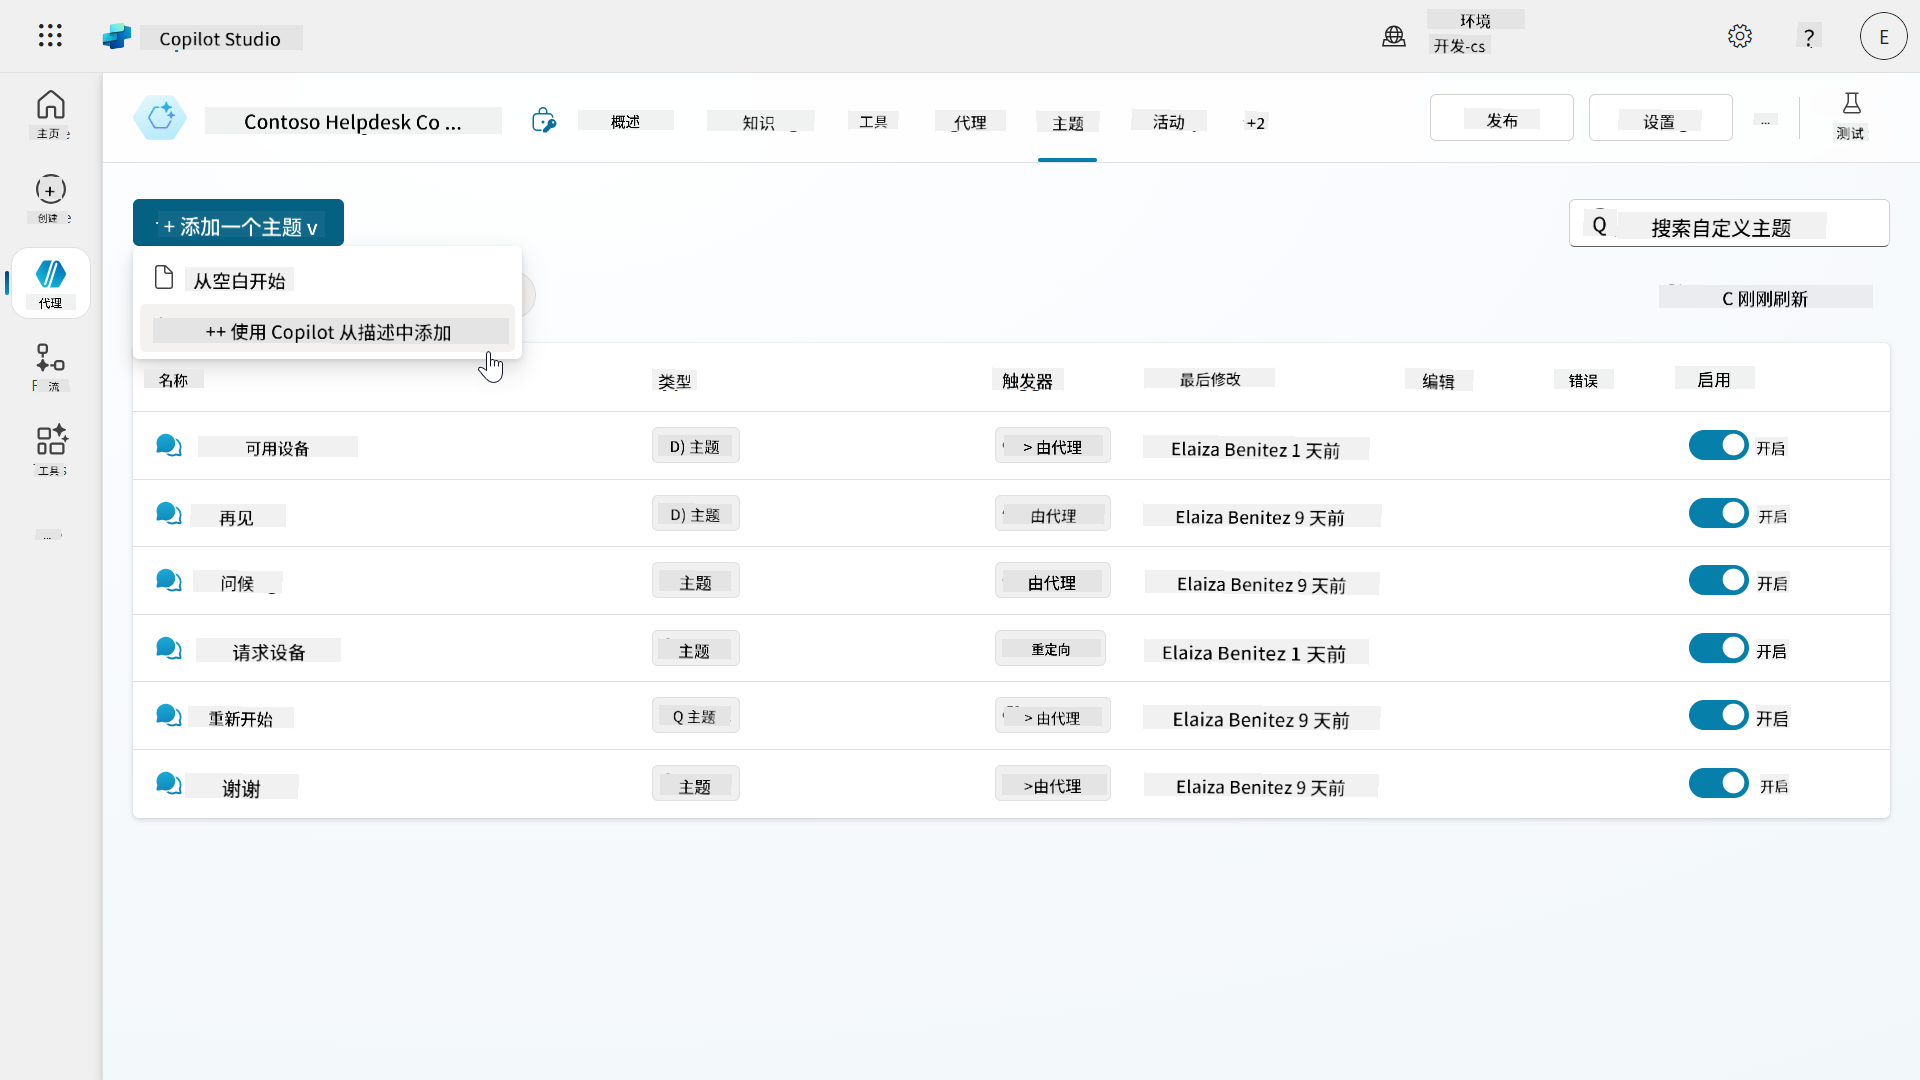 Copilot Studio
环境
开发-cs
?
E
主页
创建
代理
流
工具
...
Contoso Helpdesk Co ...
概述
知识
工具
代理
主题
活动
+2
发布
设置
...
测试
+ 添加一个主题 v
Q 搜索自定义主题
从空白开始
++ 使用 Copilot 从描述中添加
C 刚刚刷新
名称 类型 触发器 最后修改 编辑 错误 启用
可用设备 D) 主题 > 由代理 Elaiza Benitez 1 天前 开启
再见 D) 主题 由代理 Elaiza Benitez 9 天前 开启
问候 主题 由代理 Elaiza Benitez 9 天前 开启
请求设备 主题 重定向 Elaiza Benitez 1 天前 开启
重新开始 Q 主题 > 由代理 Elaiza Benitez 9 天前 开启
谢谢 主题 >由代理 Elaiza Benitez 9 天前 开启